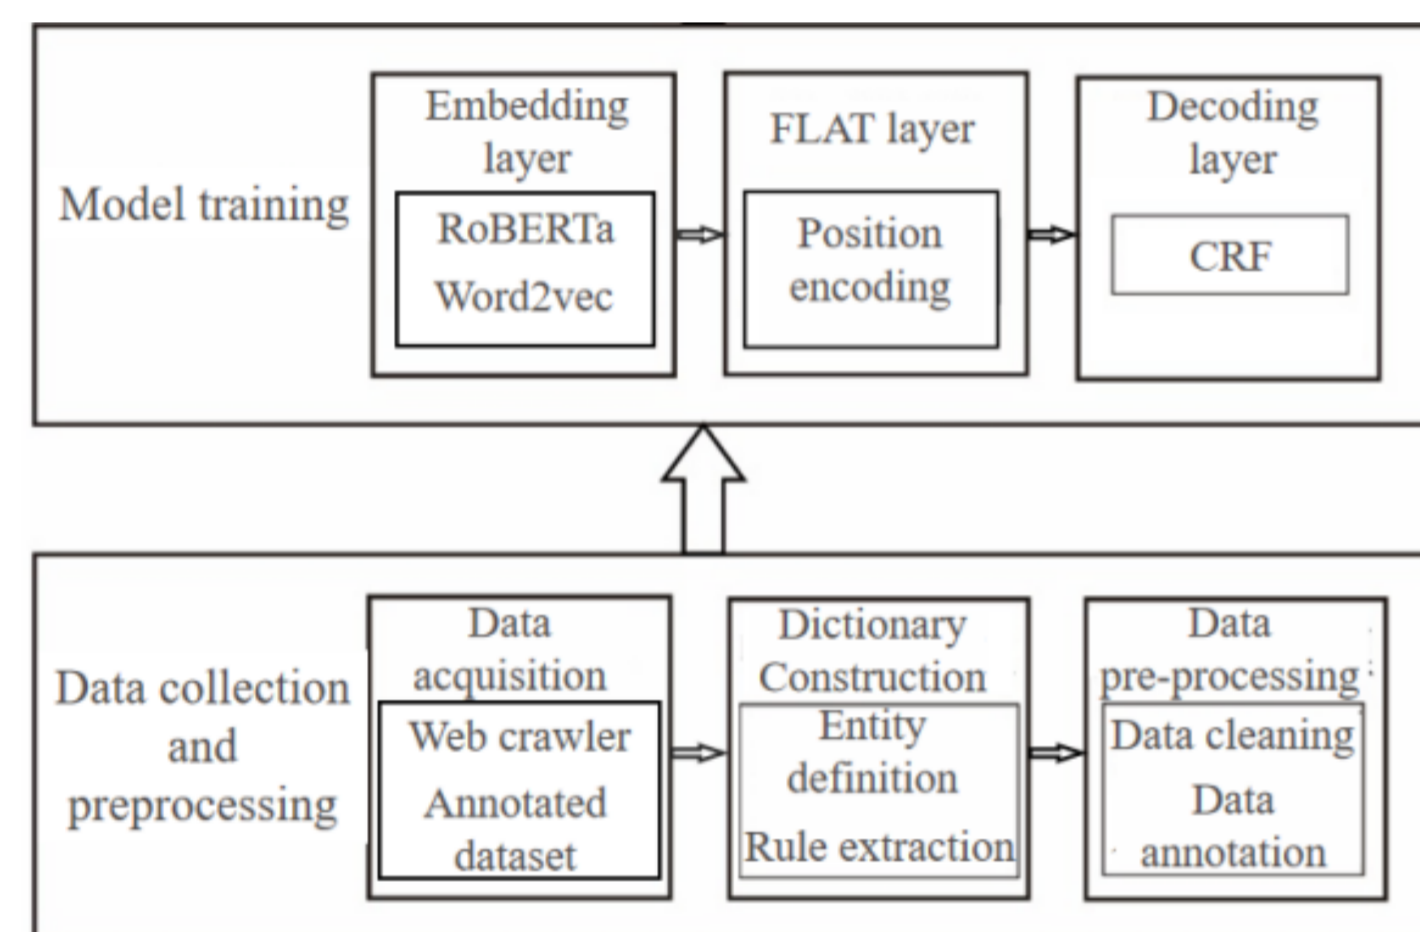 Model training
Embedding
layer
RoBERTa
Word2vec
FLAT layer
Position
encoding
Decoding
layer
CRF
Data collection
and
preprocessing
Data
acquisition
Web crawler
Annotated
dataset
Dictionary
Construction
Entity
definition
Rule extraction
Data
pre-processing
Data cleaning
Data
annotation